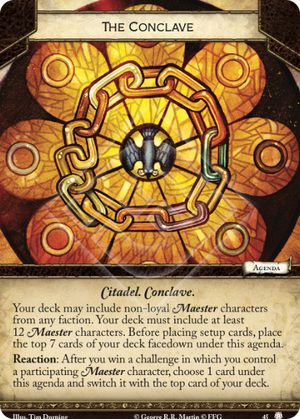 THE CONCLAVE
AGENDA
Citadel. Conclave.
Your deck may include non-loyal Maester characters
from any faction. Your deck must include at least
12 Maester characters. Before placing setup cards, place
the top 7 cards of your deck facedown under this agenda.
Reaction: After you win a challenge in which you control
a participating Maester character, choose 1 card under
this agenda and switch it with the top card of your deck.
Illus. Tim Durning
© George R.R. Martin © FFG
45